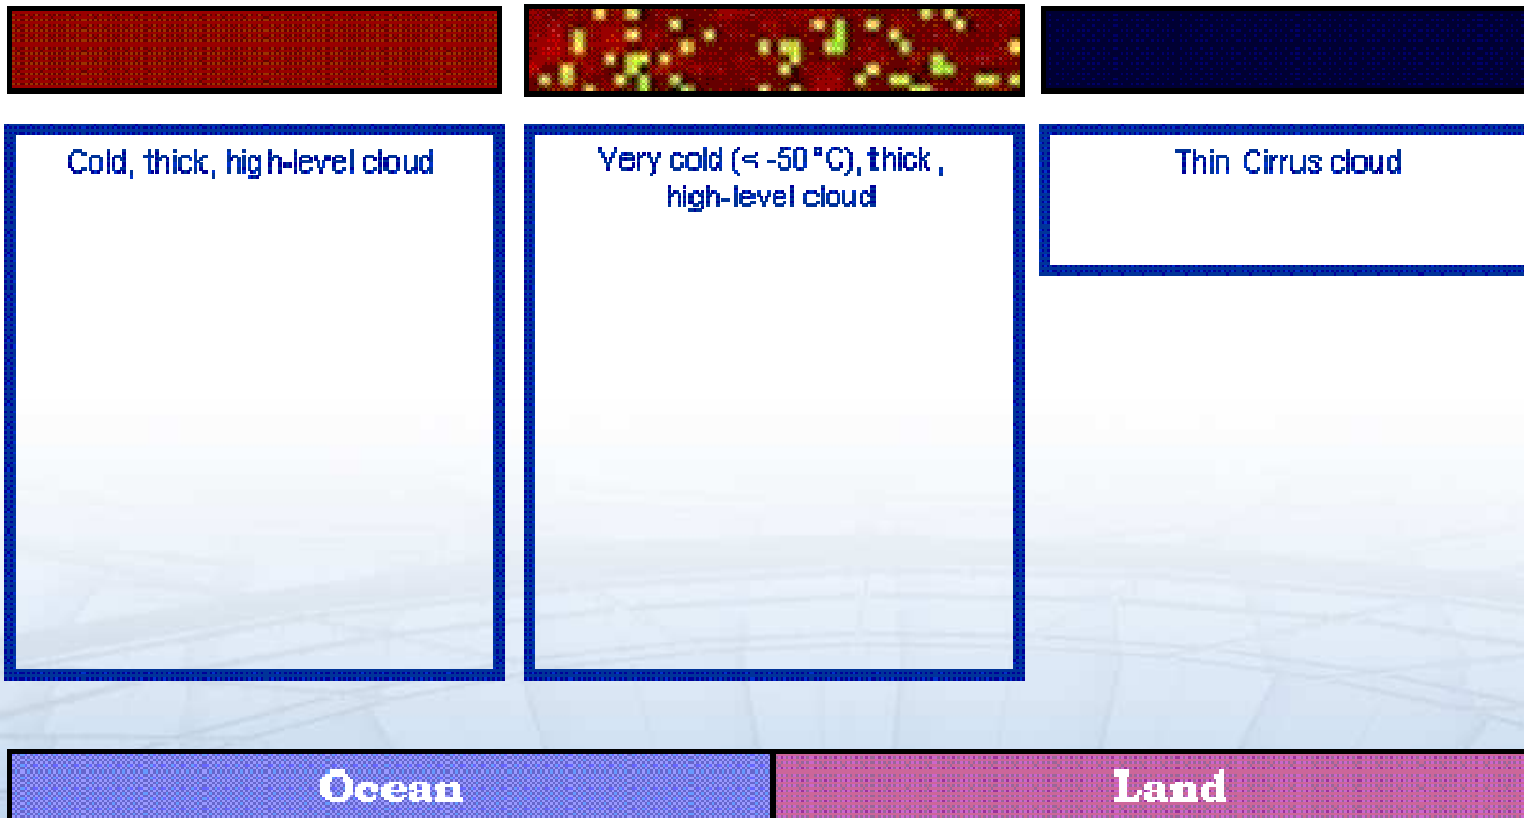 Cold, thick, high-level cloud
Very cold (< -50 °C), thick,
high-level cloud
Thin Cirrus cloud
Ocean
Land